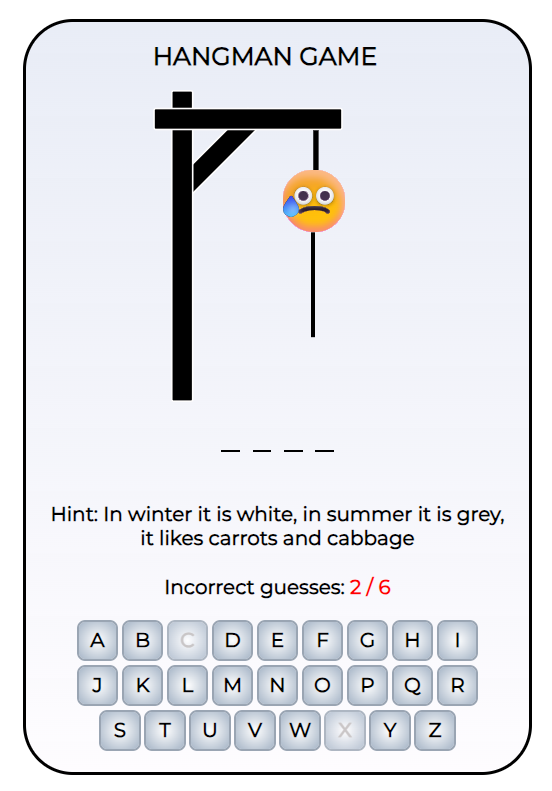 HANGMAN GAME
_ _ _ _
Hint: In winter it is white, in summer it is grey,
it likes carrots and cabbage
Incorrect guesses: 2 / 6
A B C D E F G H I
J K L M N O P Q R
S T U V W X Y Z